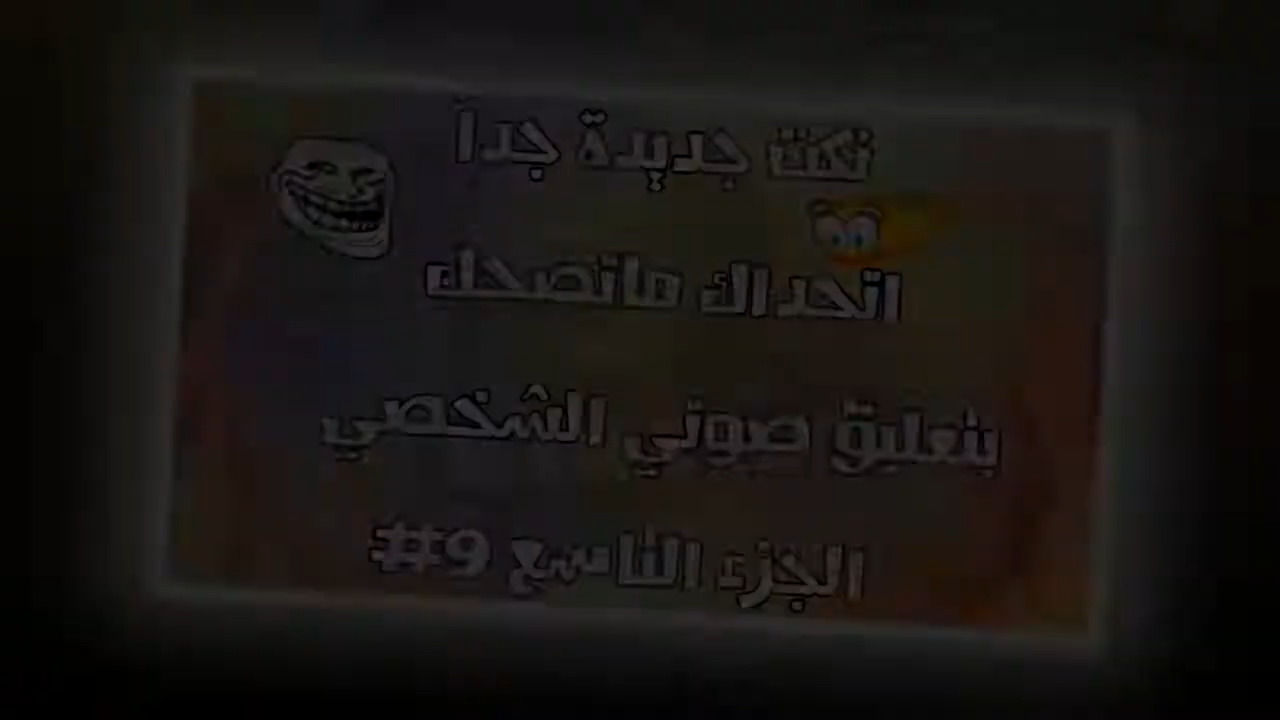 نكت جديدة جداً
اتحداك ماتضحك
بتعليق صوتي الشخصي
الجزء التاسع 9#